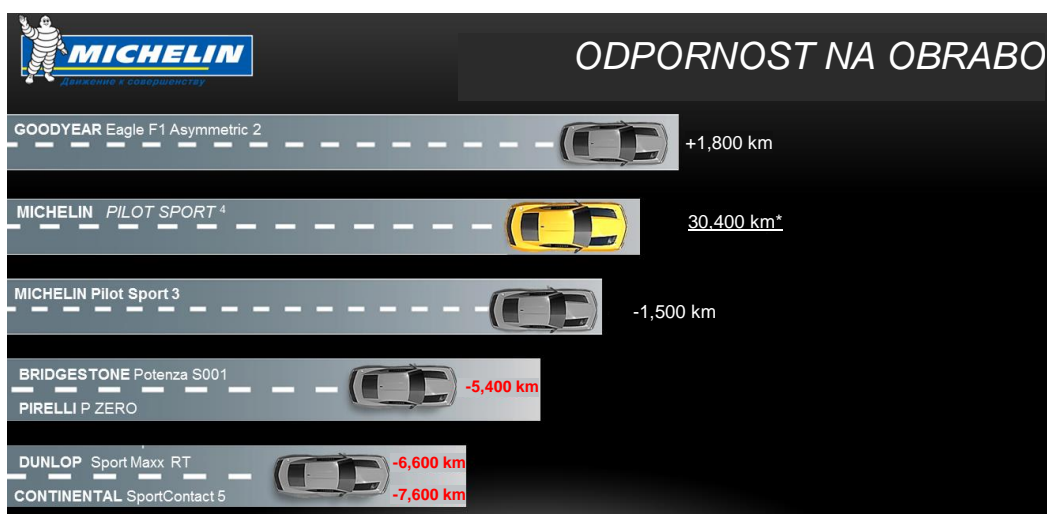 MICHELIN
Движение к совершенству
ODPORNOST NA OBRABO
GOODYEAR Eagle F1 Asymmetric 2
+1,800 km
MICHELIN PILOT SPORT 4
30,400 km*
MICHELIN Pilot Sport 3
-1,500 km
BRIDGESTONE Potenza S001
-5,400 km
PIRELLI P ZERO
DUNLOP Sport Maxx RT
-6,600 km
CONTINENTAL SportContact 5
-7,600 km